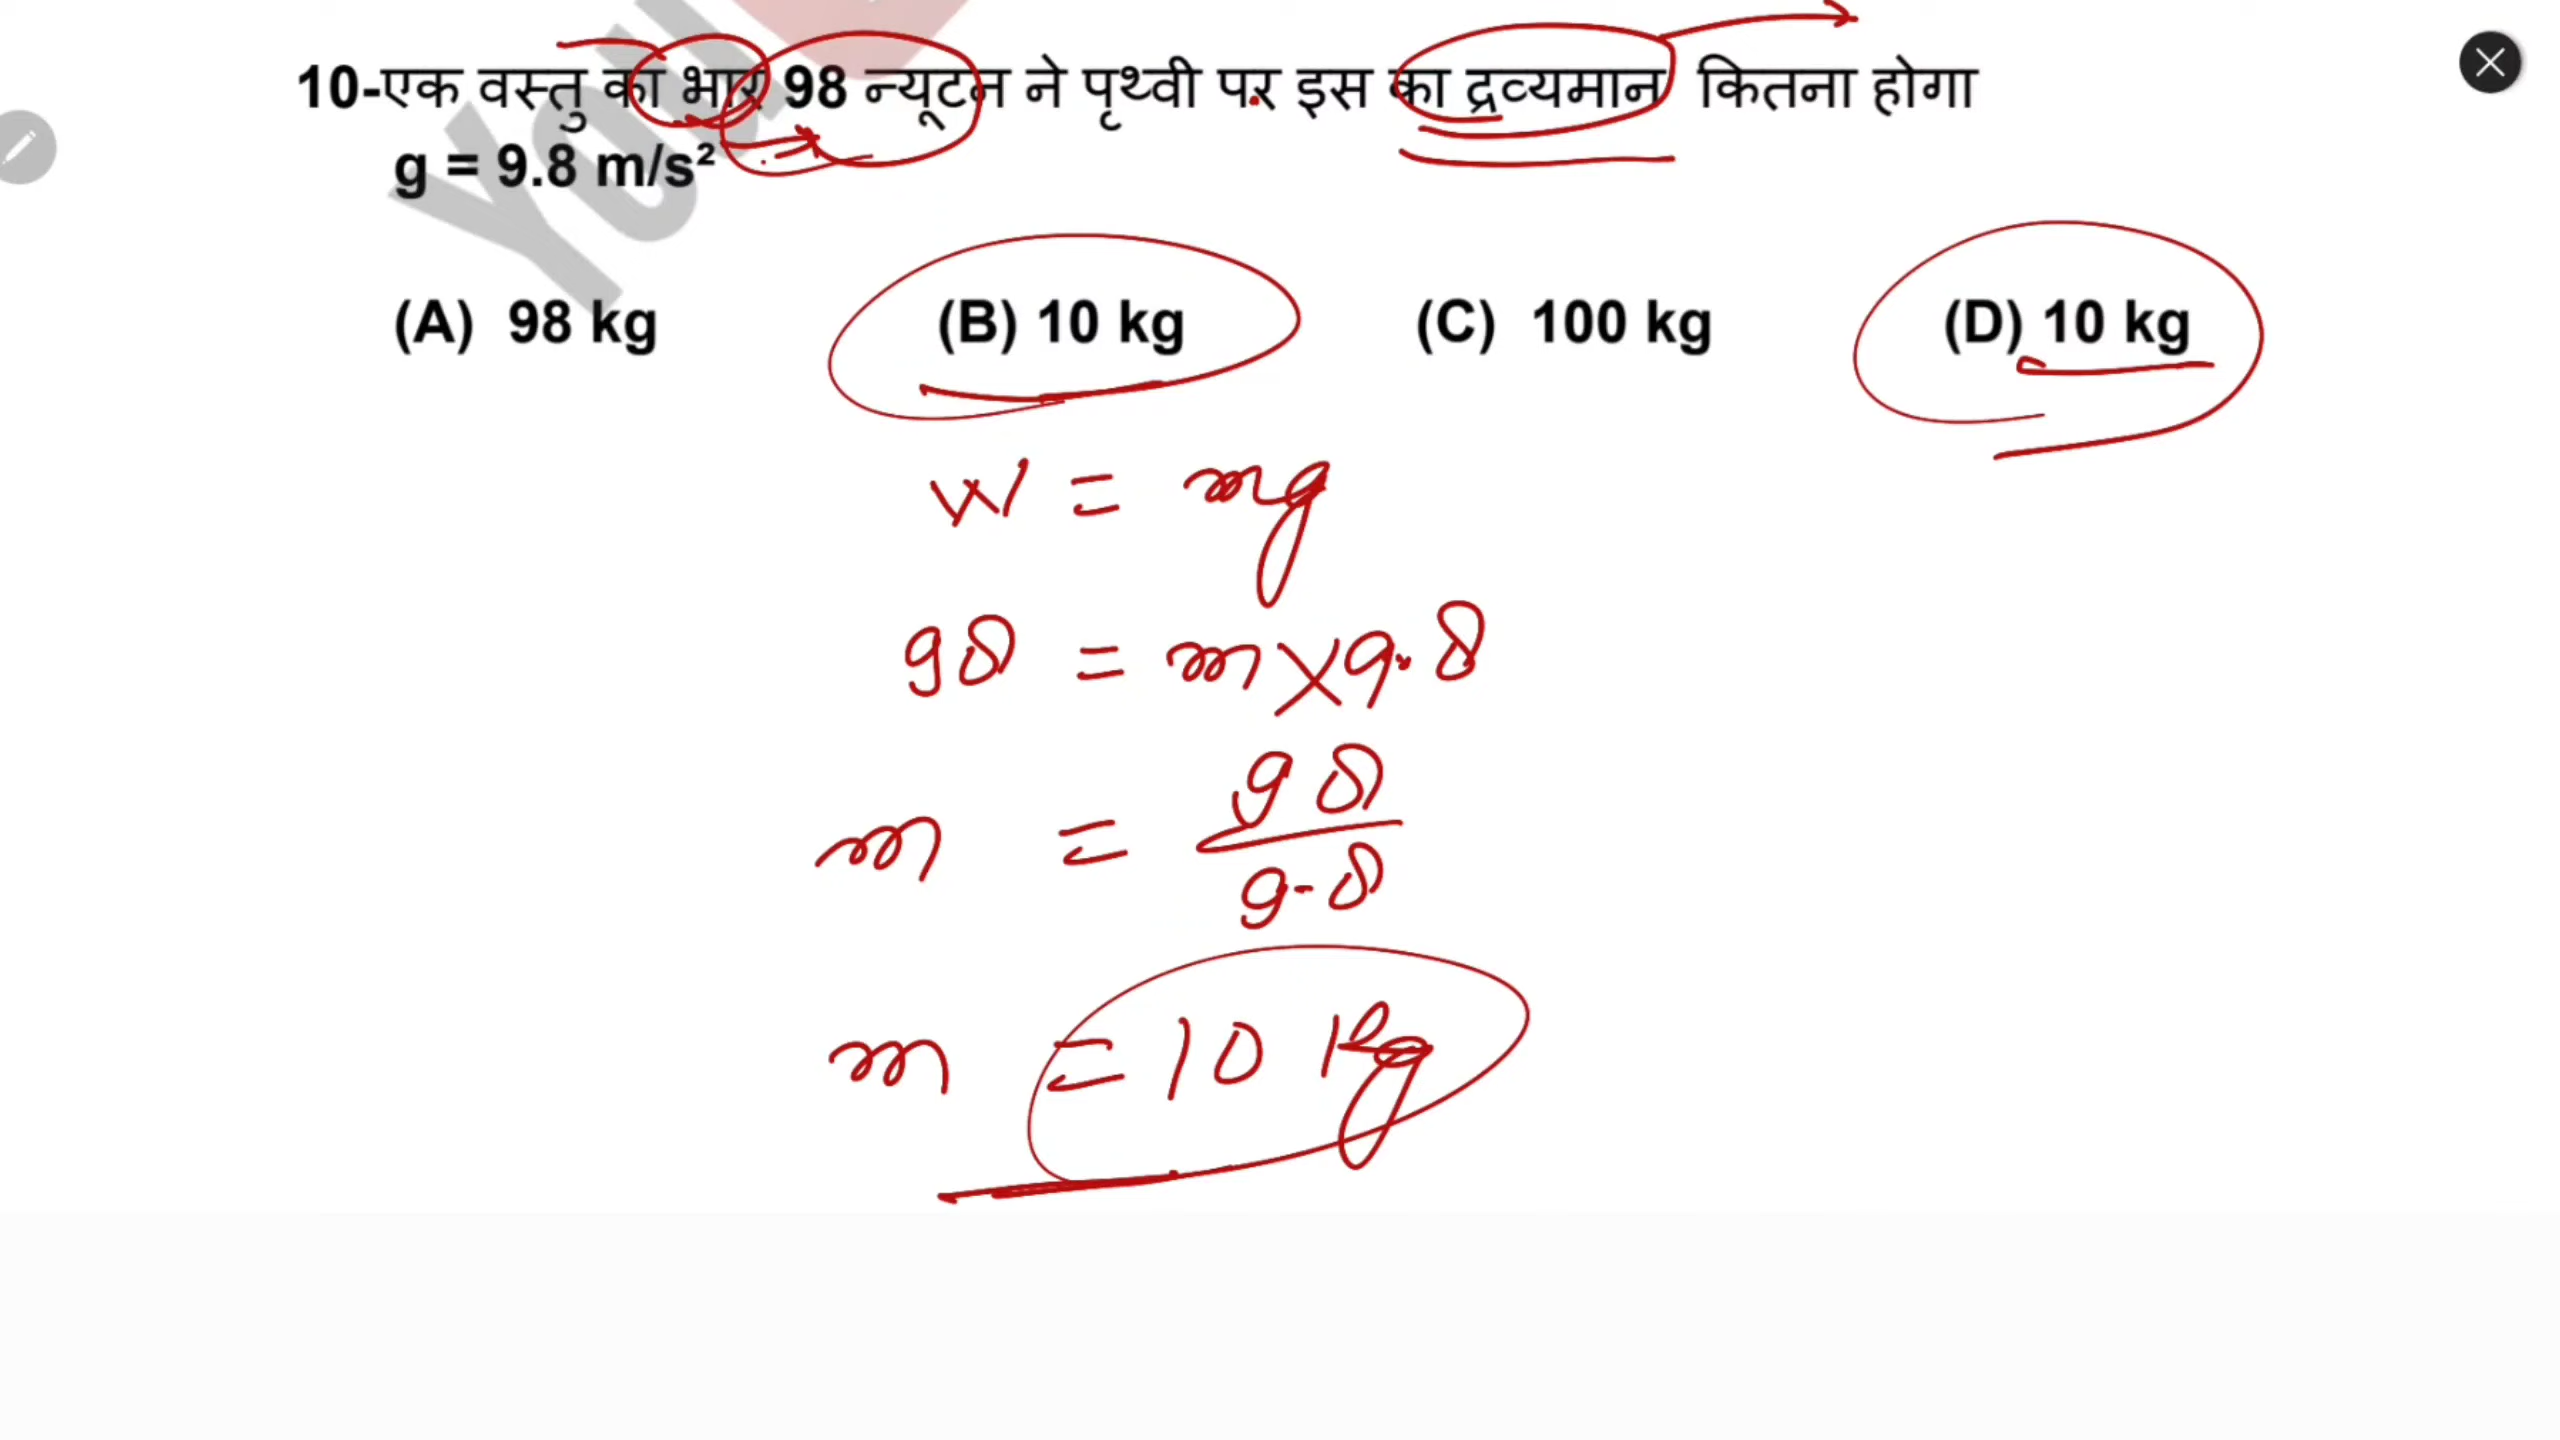 10-एक वस्तु का भार 98 न्यूटन ने पृथ्वी पर इस का द्रव्यमान कितना होगा
g = 9.8 m/s²
(A) 98 kg (B) 10 kg (C) 100 kg (D) 10 kg
W = mg
98 = m×9.8
m = 98/9.8
m = 10 kg
You